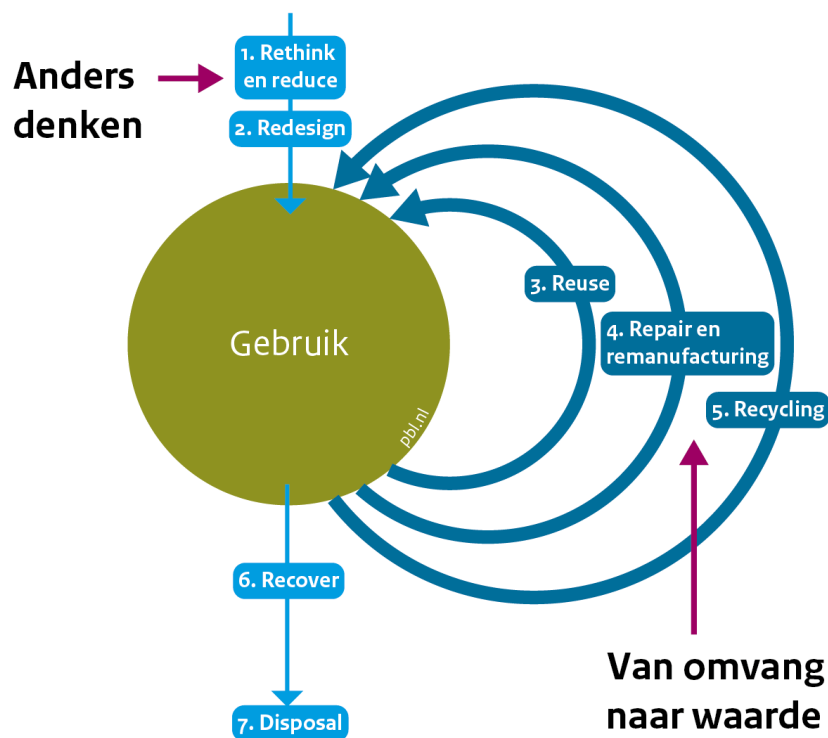 1. Rethink
en reduce
Anders
denken
2. Redesign
3. Reuse
Gebruik
4. Repair en
remanufacturing
5. Recycling
pbl.nl
6. Recover
Van omvang
naar waarde
7. Disposal